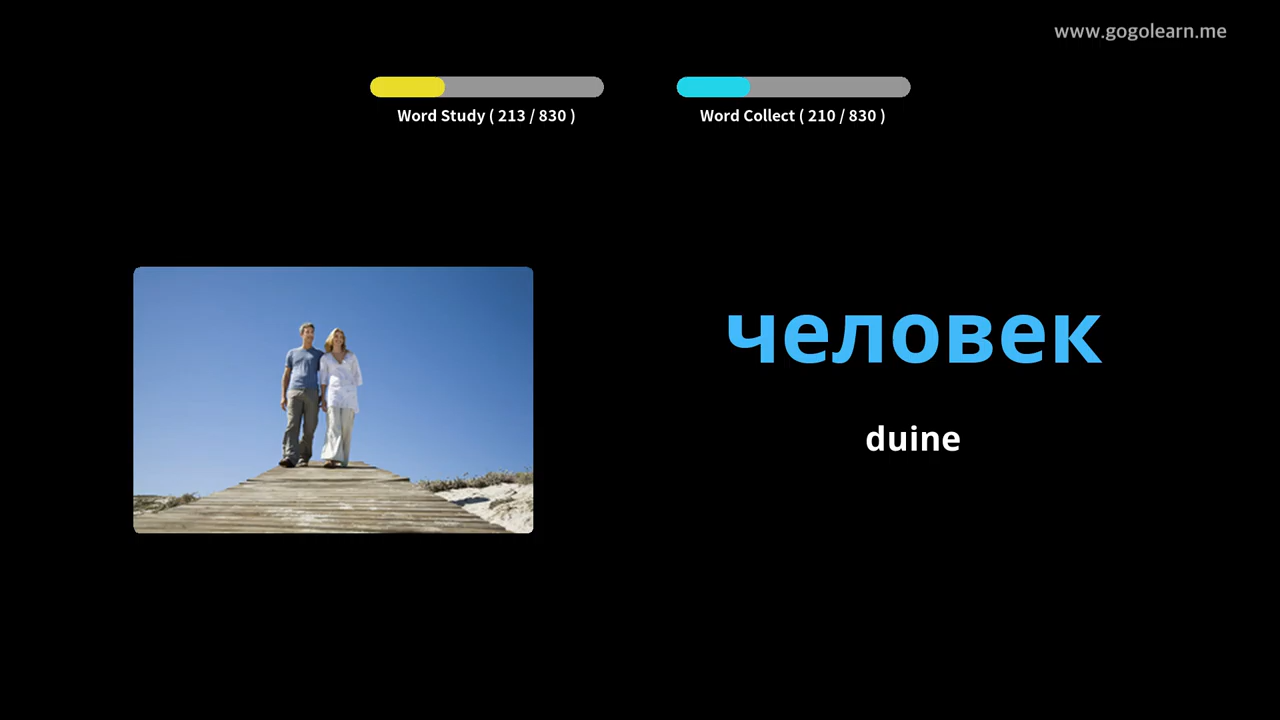 www.gogolearn.me
Word Study ( 213 / 830 )
Word Collect ( 210 / 830 )
человек
duine